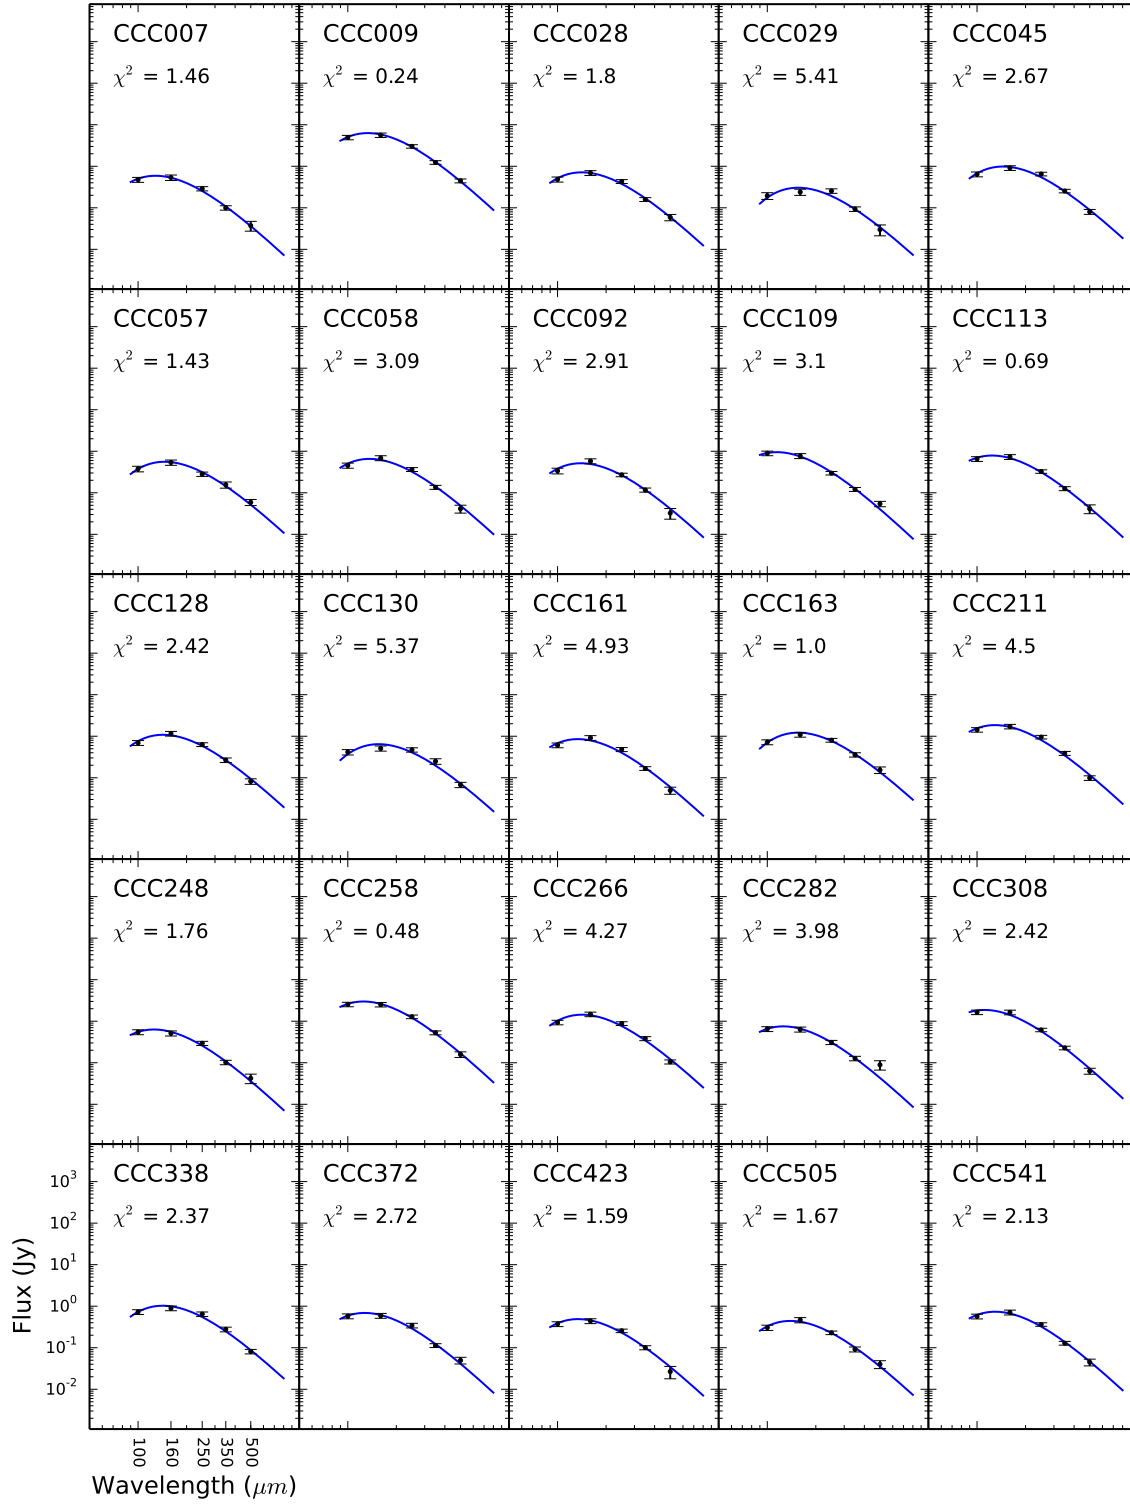 CCC007 CCC009 CCC028 CCC029 CCC045
χ² = 1.46 χ² = 0.24 χ² = 1.8 χ² = 5.41 χ² = 2.67
CCC057 CCC058 CCC092 CCC109 CCC113
χ² = 1.43 χ² = 3.09 χ² = 2.91 χ² = 3.1 χ² = 0.69
CCC128 CCC130 CCC161 CCC163 CCC211
χ² = 2.42 χ² = 5.37 χ² = 4.93 χ² = 1.0 χ² = 4.5
CCC248 CCC258 CCC266 CCC282 CCC308
χ² = 1.76 χ² = 0.48 χ² = 4.27 χ² = 3.98 χ² = 2.42
CCC338 CCC372 CCC423 CCC505 CCC541
χ² = 2.37 χ² = 2.72 χ² = 1.59 χ² = 1.67 χ² = 2.13
10³
10²
10¹
10⁰
10⁻¹
10⁻²
Flux (Jy)
100 160 250 350 500
Wavelength (μm)